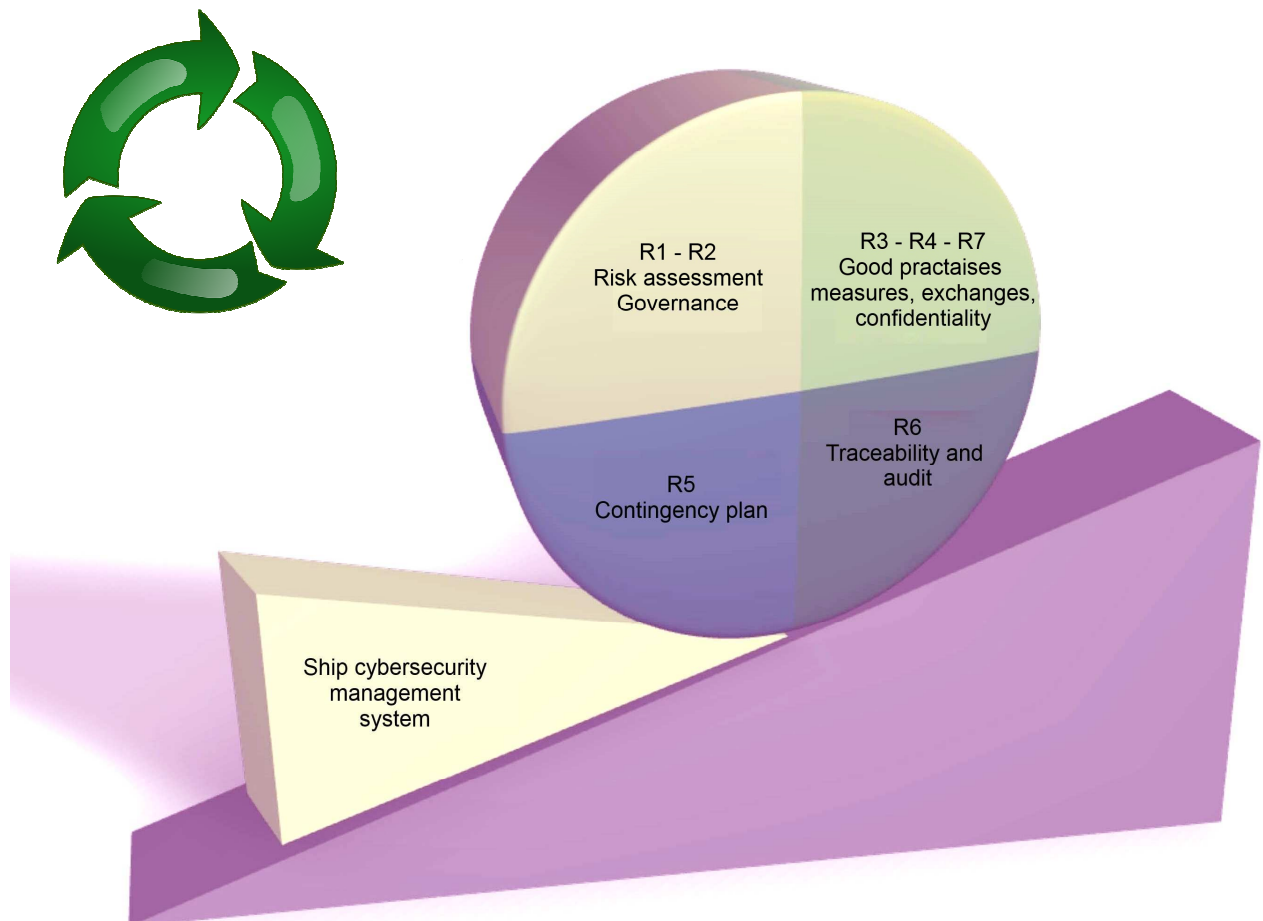 R1 - R2
Risk assessment
Governance
R3 - R4 - R7
Good practaises
measures, exchanges,
confidentiality
R5
Contingency plan
R6
Traceability and
audit
Ship cybersecurity
management
system